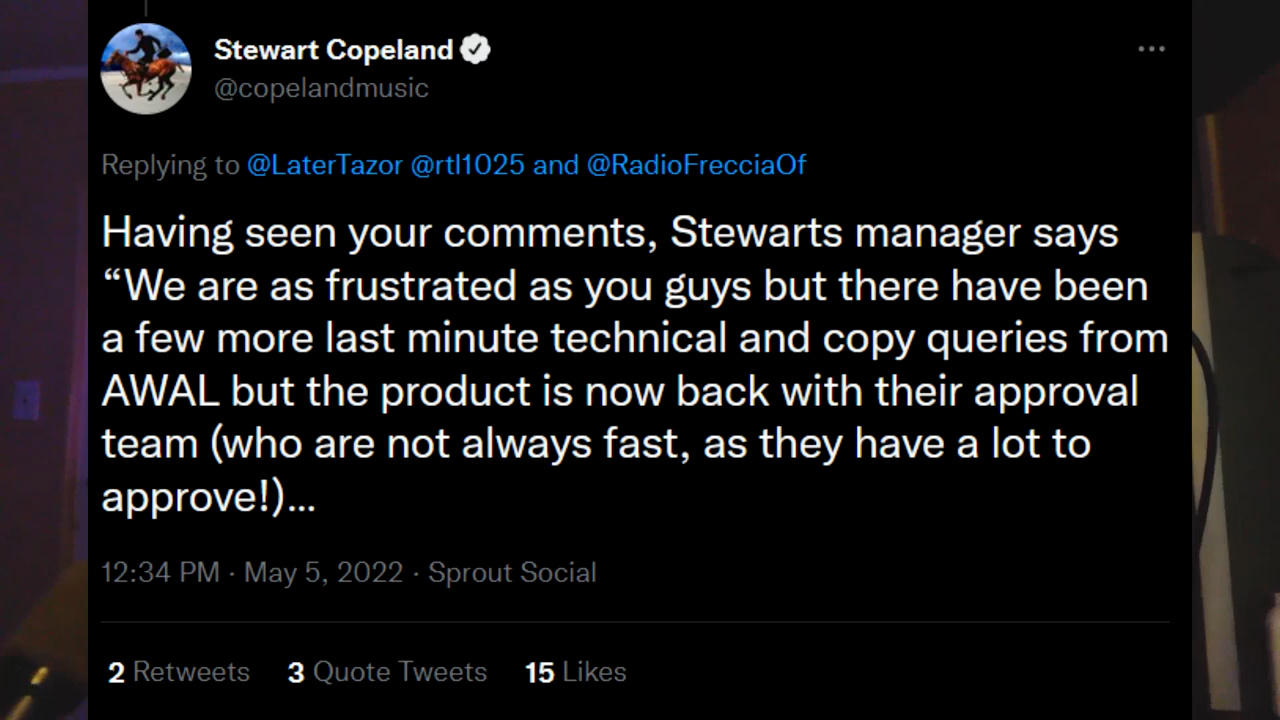 Stewart Copeland
@copelandmusic
Replying to @LaterTazor @rtl1025 and @RadioFrecciaOf
Having seen your comments, Stewarts manager says
“We are as frustrated as you guys but there have been
a few more last minute technical and copy queries from
AWAL but the product is now back with their approval
team (who are not always fast, as they have a lot to
approve!)...
12:34 PM · May 5, 2022 · Sprout Social
2 Retweets 3 Quote Tweets 15 Likes